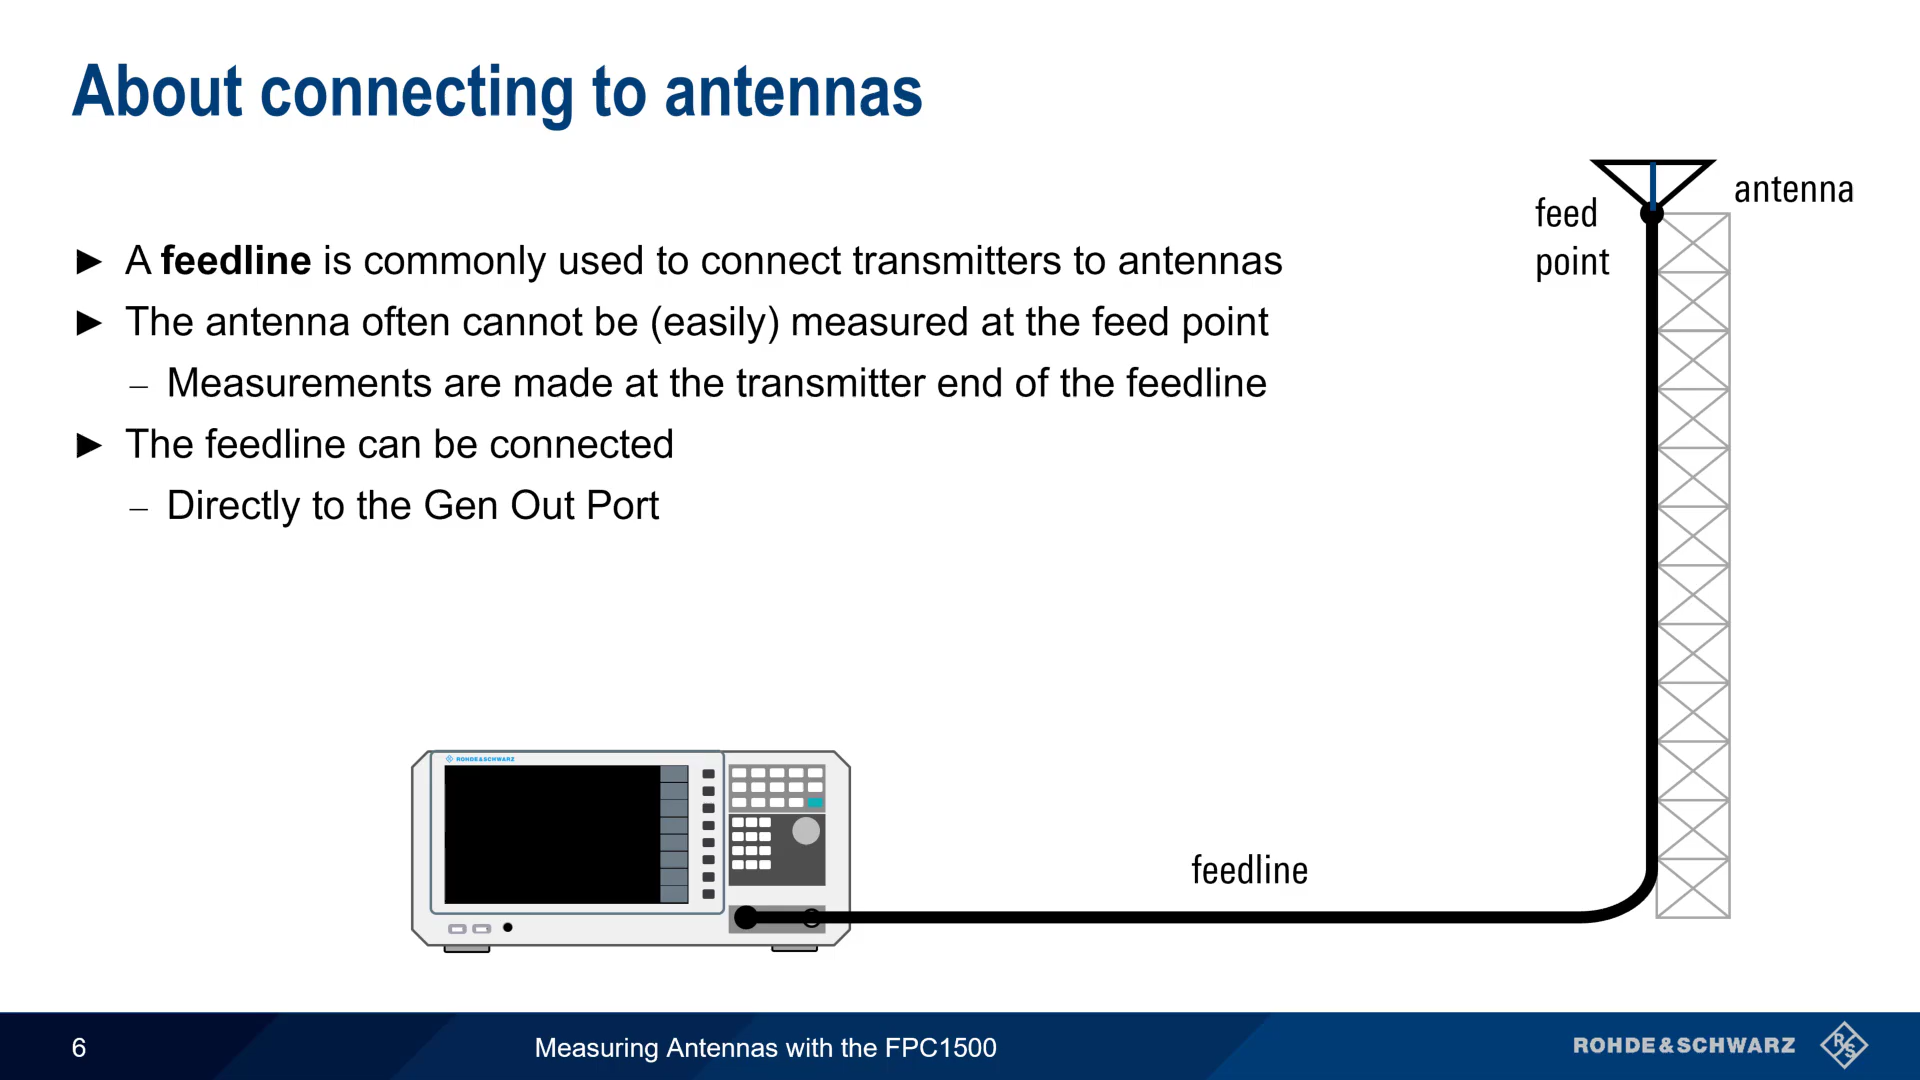 About connecting to antennas
► A feedline is commonly used to connect transmitters to antennas
► The antenna often cannot be (easily) measured at the feed point
– Measurements are made at the transmitter end of the feedline
► The feedline can be connected
– Directly to the Gen Out Port
feed
point
antenna
ROHDE&SCHWARZ
feedline
6
Measuring Antennas with the FPC1500
ROHDE&SCHWARZ
R
S